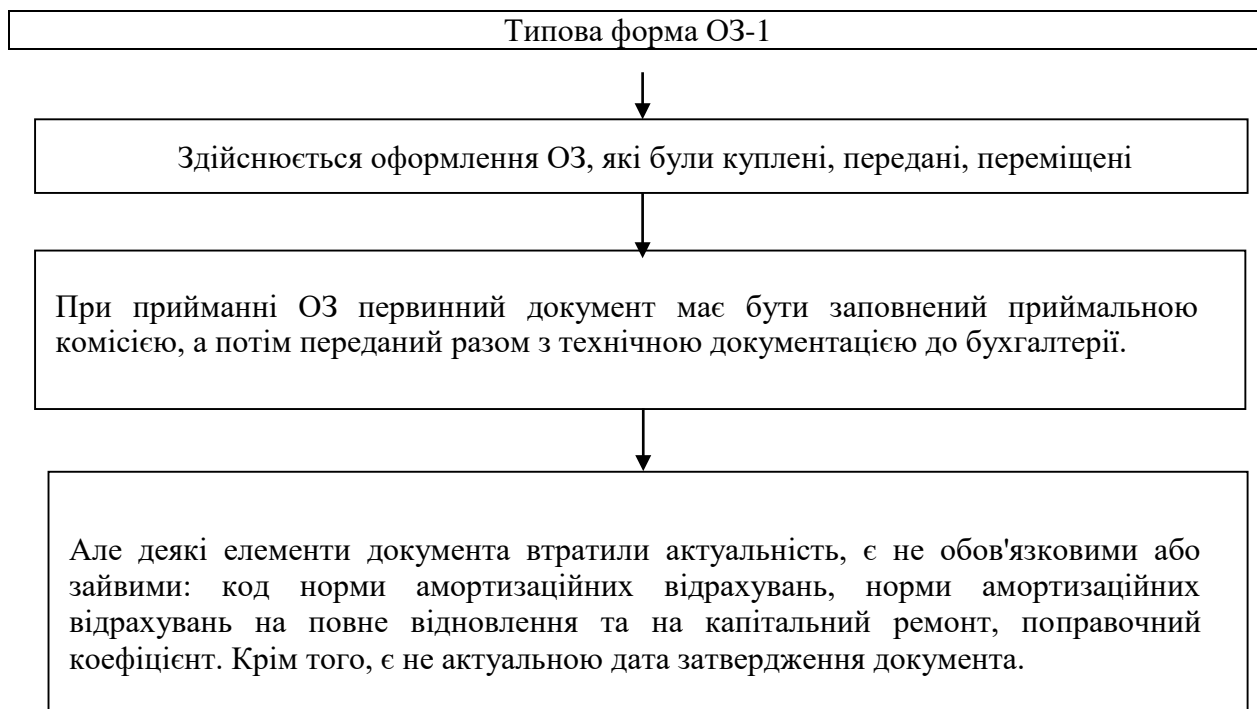 Типова форма ОЗ-1
Здійснюється оформлення ОЗ, які були куплені, передані, переміщені
При прийманні ОЗ первинний документ має бути заповнений приймальною
комісією, а потім переданий разом з технічною документацією до бухгалтерії.
Але деякі елементи документа втратили актуальність, є не обов'язковими або
зайвими: код норми амортизаційних відрахувань, норми амортизаційних
відрахувань на повне відновлення та на капітальний ремонт, поправочний
коефіцієнт. Крім того, є не актуальною дата затвердження документа.